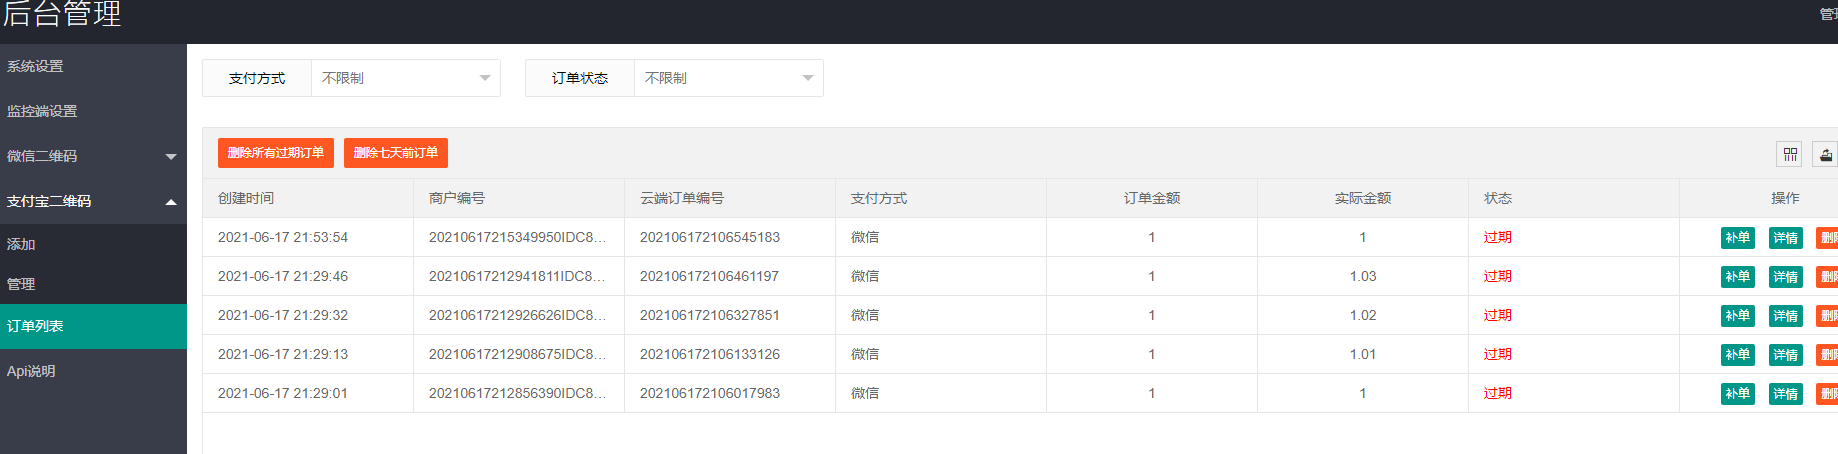 后台管理
系统设置
监控端设置
微信二维码
支付宝二维码
添加
管理
订单列表
Api说明
支付方式 不限制 订单状态 不限制
删除所有过期订单 删除七天前订单
创建时间 商户编号 云端订单编号 支付方式 订单金额 实际金额 状态 操作
2021-06-17 21:53:54 20210617215349950IDC8... 202106172106545183 微信 1 1 过期 补单 详情
2021-06-17 21:29:46 20210617212941811IDC8... 202106172106461197 微信 1 1.03 过期 补单 详情
2021-06-17 21:29:32 20210617212926626IDC8... 202106172106327851 微信 1 1.02 过期 补单 详情
2021-06-17 21:29:13 20210617212908675IDC8... 202106172106133126 微信 1 1.01 过期 补单 详情
2021-06-17 21:29:01 20210617212856390IDC8... 202106172106017983 微信 1 1 过期 补单 详情